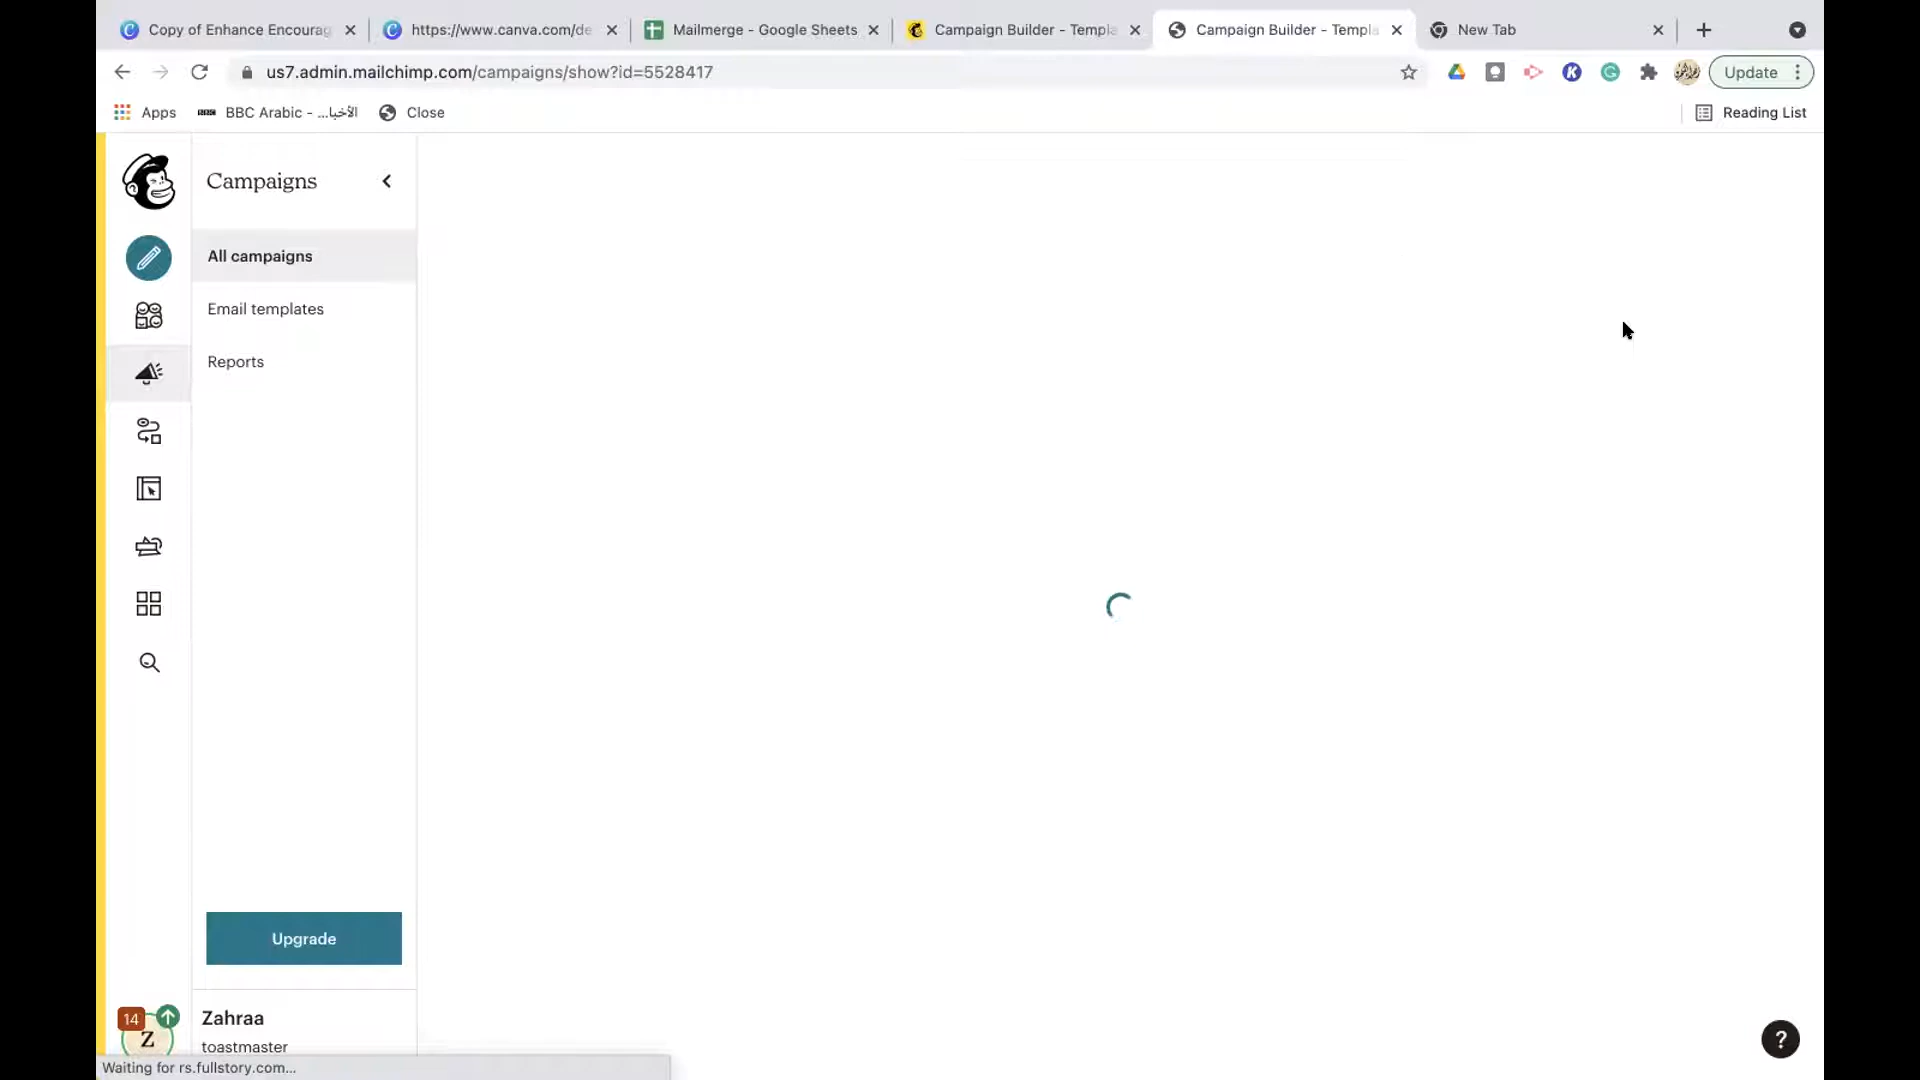 Copy of Enhance Encourag
https://www.canva.com/de
Mailmerge - Google Sheets
Campaign Builder - Templa
Campaign Builder - Templa
New Tab
us7.admin.mailchimp.com/campaigns/show?id=5528417
Update
Apps
BBC Arabic - ...الأخبا
Close
Reading List
Campaigns
All campaigns
Email templates
Reports
Upgrade
14
Z
Zahraa
toastmaster
Waiting for rs.fullstory.com...
?